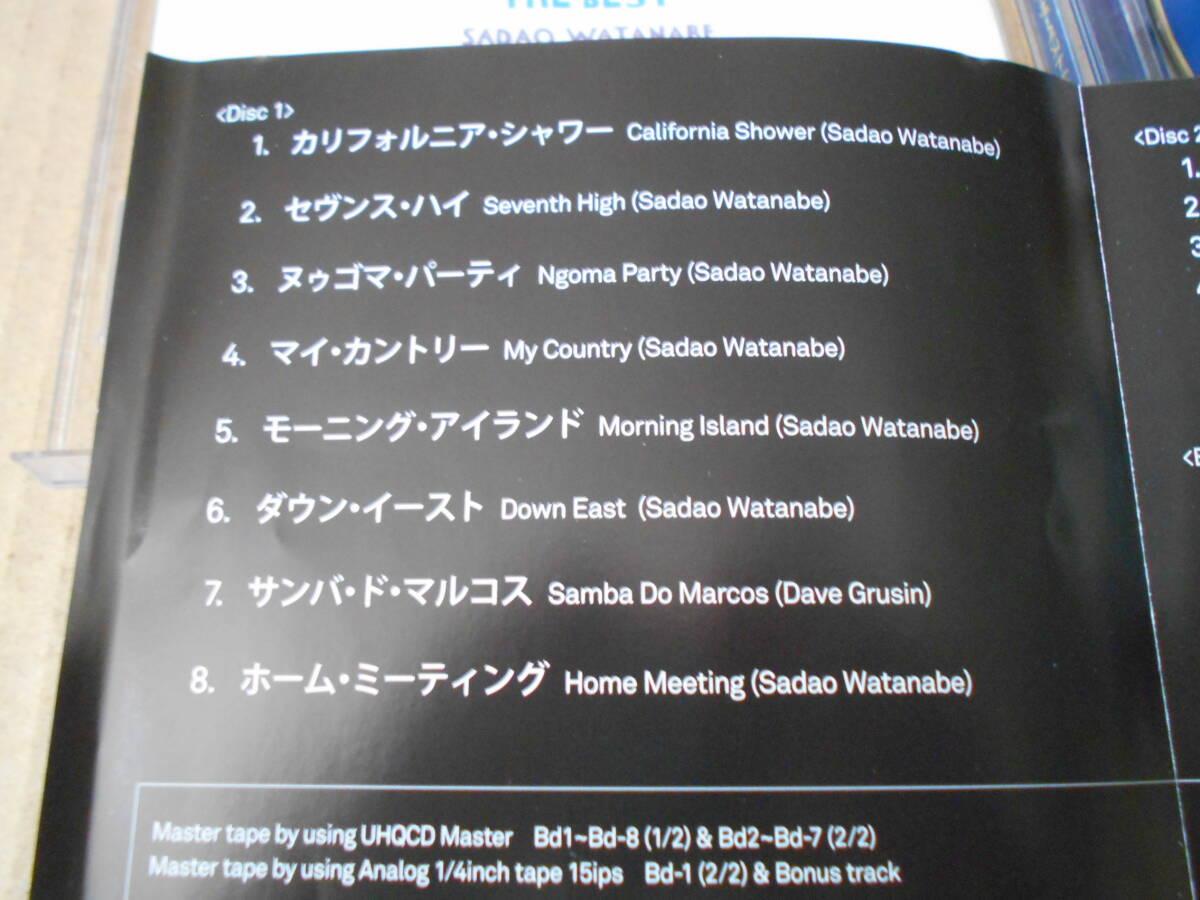 THE BEST
SADAO WATANABE
<Disc 1>
1. カリフォルニア・シャワー California Shower (Sadao Watanabe)
2. セヴンス・ハイ Seventh High (Sadao Watanabe)
3. ヌゥゴマ・パーティ Ngoma Party (Sadao Watanabe)
4. マイ・カントリー My Country (Sadao Watanabe)
5. モーニング・アイランド Morning Island (Sadao Watanabe)
6. ダウン・イースト Down East (Sadao Watanabe)
7. サンバ・ド・マルコス Samba Do Marcos (Dave Grusin)
8. ホーム・ミーティング Home Meeting (Sadao Watanabe)
Master tape by using UHQCD Master Bd1~Bd-8 (1/2) & Bd2~Bd-7 (2/2)
Master tape by using Analog 1/4inch tape 15ips Bd-1 (2/2) & Bonus track
<Disc 2
1.
2
3